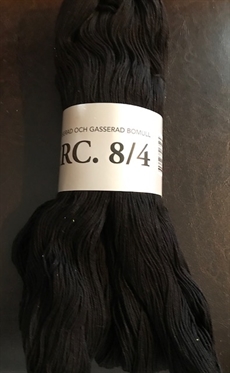 OCH GASSERAD BOMULL
RC. 8/4